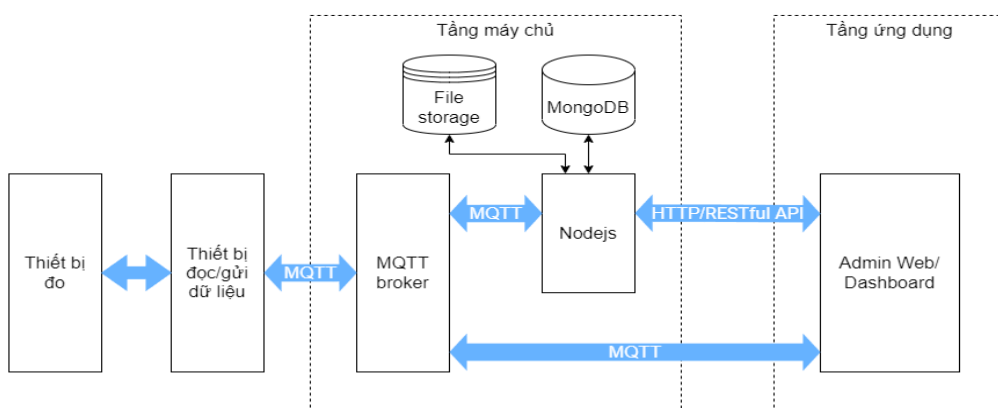 Tầng máy chủ
Tầng ứng dụng
File
storage
MongoDB
Thiết bị
đo
Thiết bị
đọc/gửi
dữ liệu
MQTT
MQTT
broker
MQTT
Nodejs
HTTP/RESTful API
Admin Web/
Dashboard
MQTT